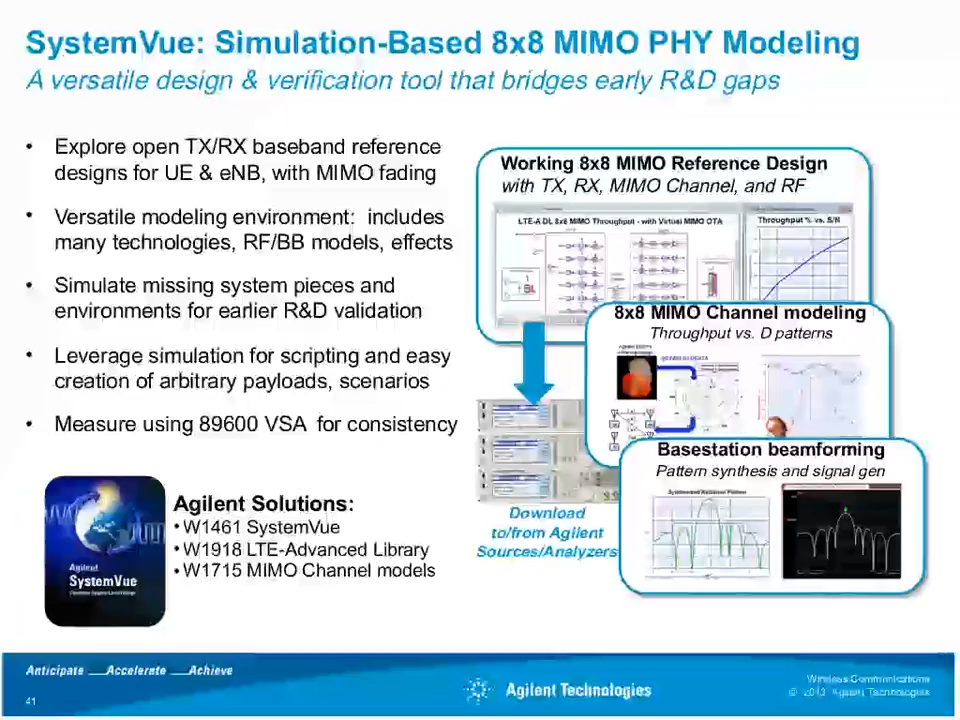 SystemVue: Simulation-Based 8x8 MIMO PHY Modeling
A versatile design & verification tool that bridges early R&D gaps
• Explore open TX/RX baseband reference
designs for UE & eNB, with MIMO fading
• Versatile modeling environment: includes
many technologies, RF/BB models, effects
• Simulate missing system pieces and
environments for earlier R&D validation
• Leverage simulation for scripting and easy
creation of arbitrary payloads, scenarios
• Measure using 89600 VSA for consistency
Agilent
SystemVue
Agilent Solutions:
• W1461 SystemVue
• W1918 LTE-Advanced Library
• W1715 MIMO Channel models
Working 8x8 MIMO Reference Design
with TX, RX, MIMO Channel, and RF
LTE-A DL 8x8 MIMO Throughput - with Virtual MIMO OTA
Throughput % vs. S/N
BL
8x8 MIMO Channel modeling
Throughput vs. D patterns
Basestation beamforming
Pattern synthesis and signal gen
Download
to/from Agilent
Sources/Analyzers
Anticipate Accelerate Achieve
41
Agilent Technologies
Wireless Communications
© 2013 Agilent Technologies